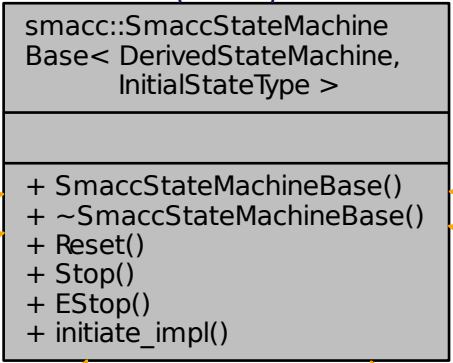 smacc::SmaccStateMachine
Base< DerivedStateMachine,
InitialStateType >
+ SmaccStateMachineBase()
+ ~SmaccStateMachineBase()
+ Reset()
+ Stop()
+ EStop()
+ initiate_impl()